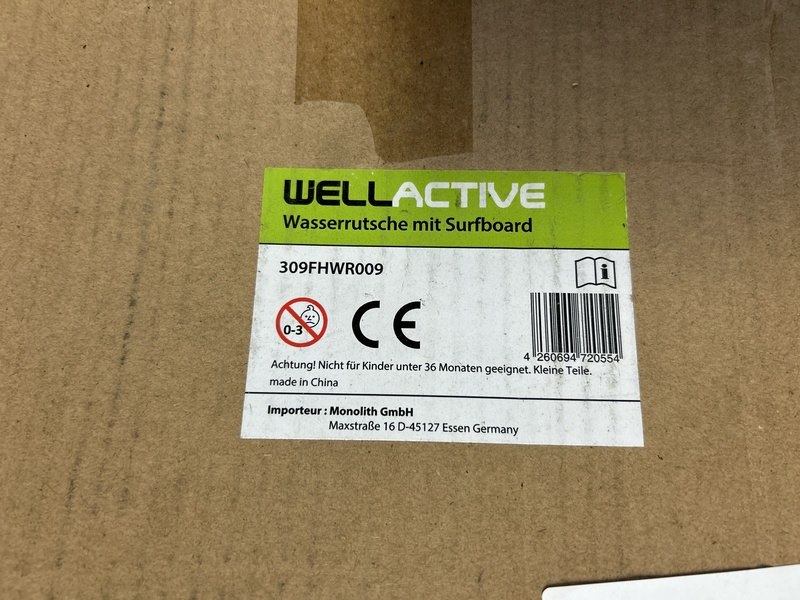 WELLACTIVE
Wasserrutsche mit Surfboard
309FHWR009
0-3
CE
4 260694 720554
Achtung! Nicht für Kinder unter 36 Monaten geeignet. Kleine Teile.
made in China
Importeur : Monolith GmbH
Maxstraße 16 D-45127 Essen Germany